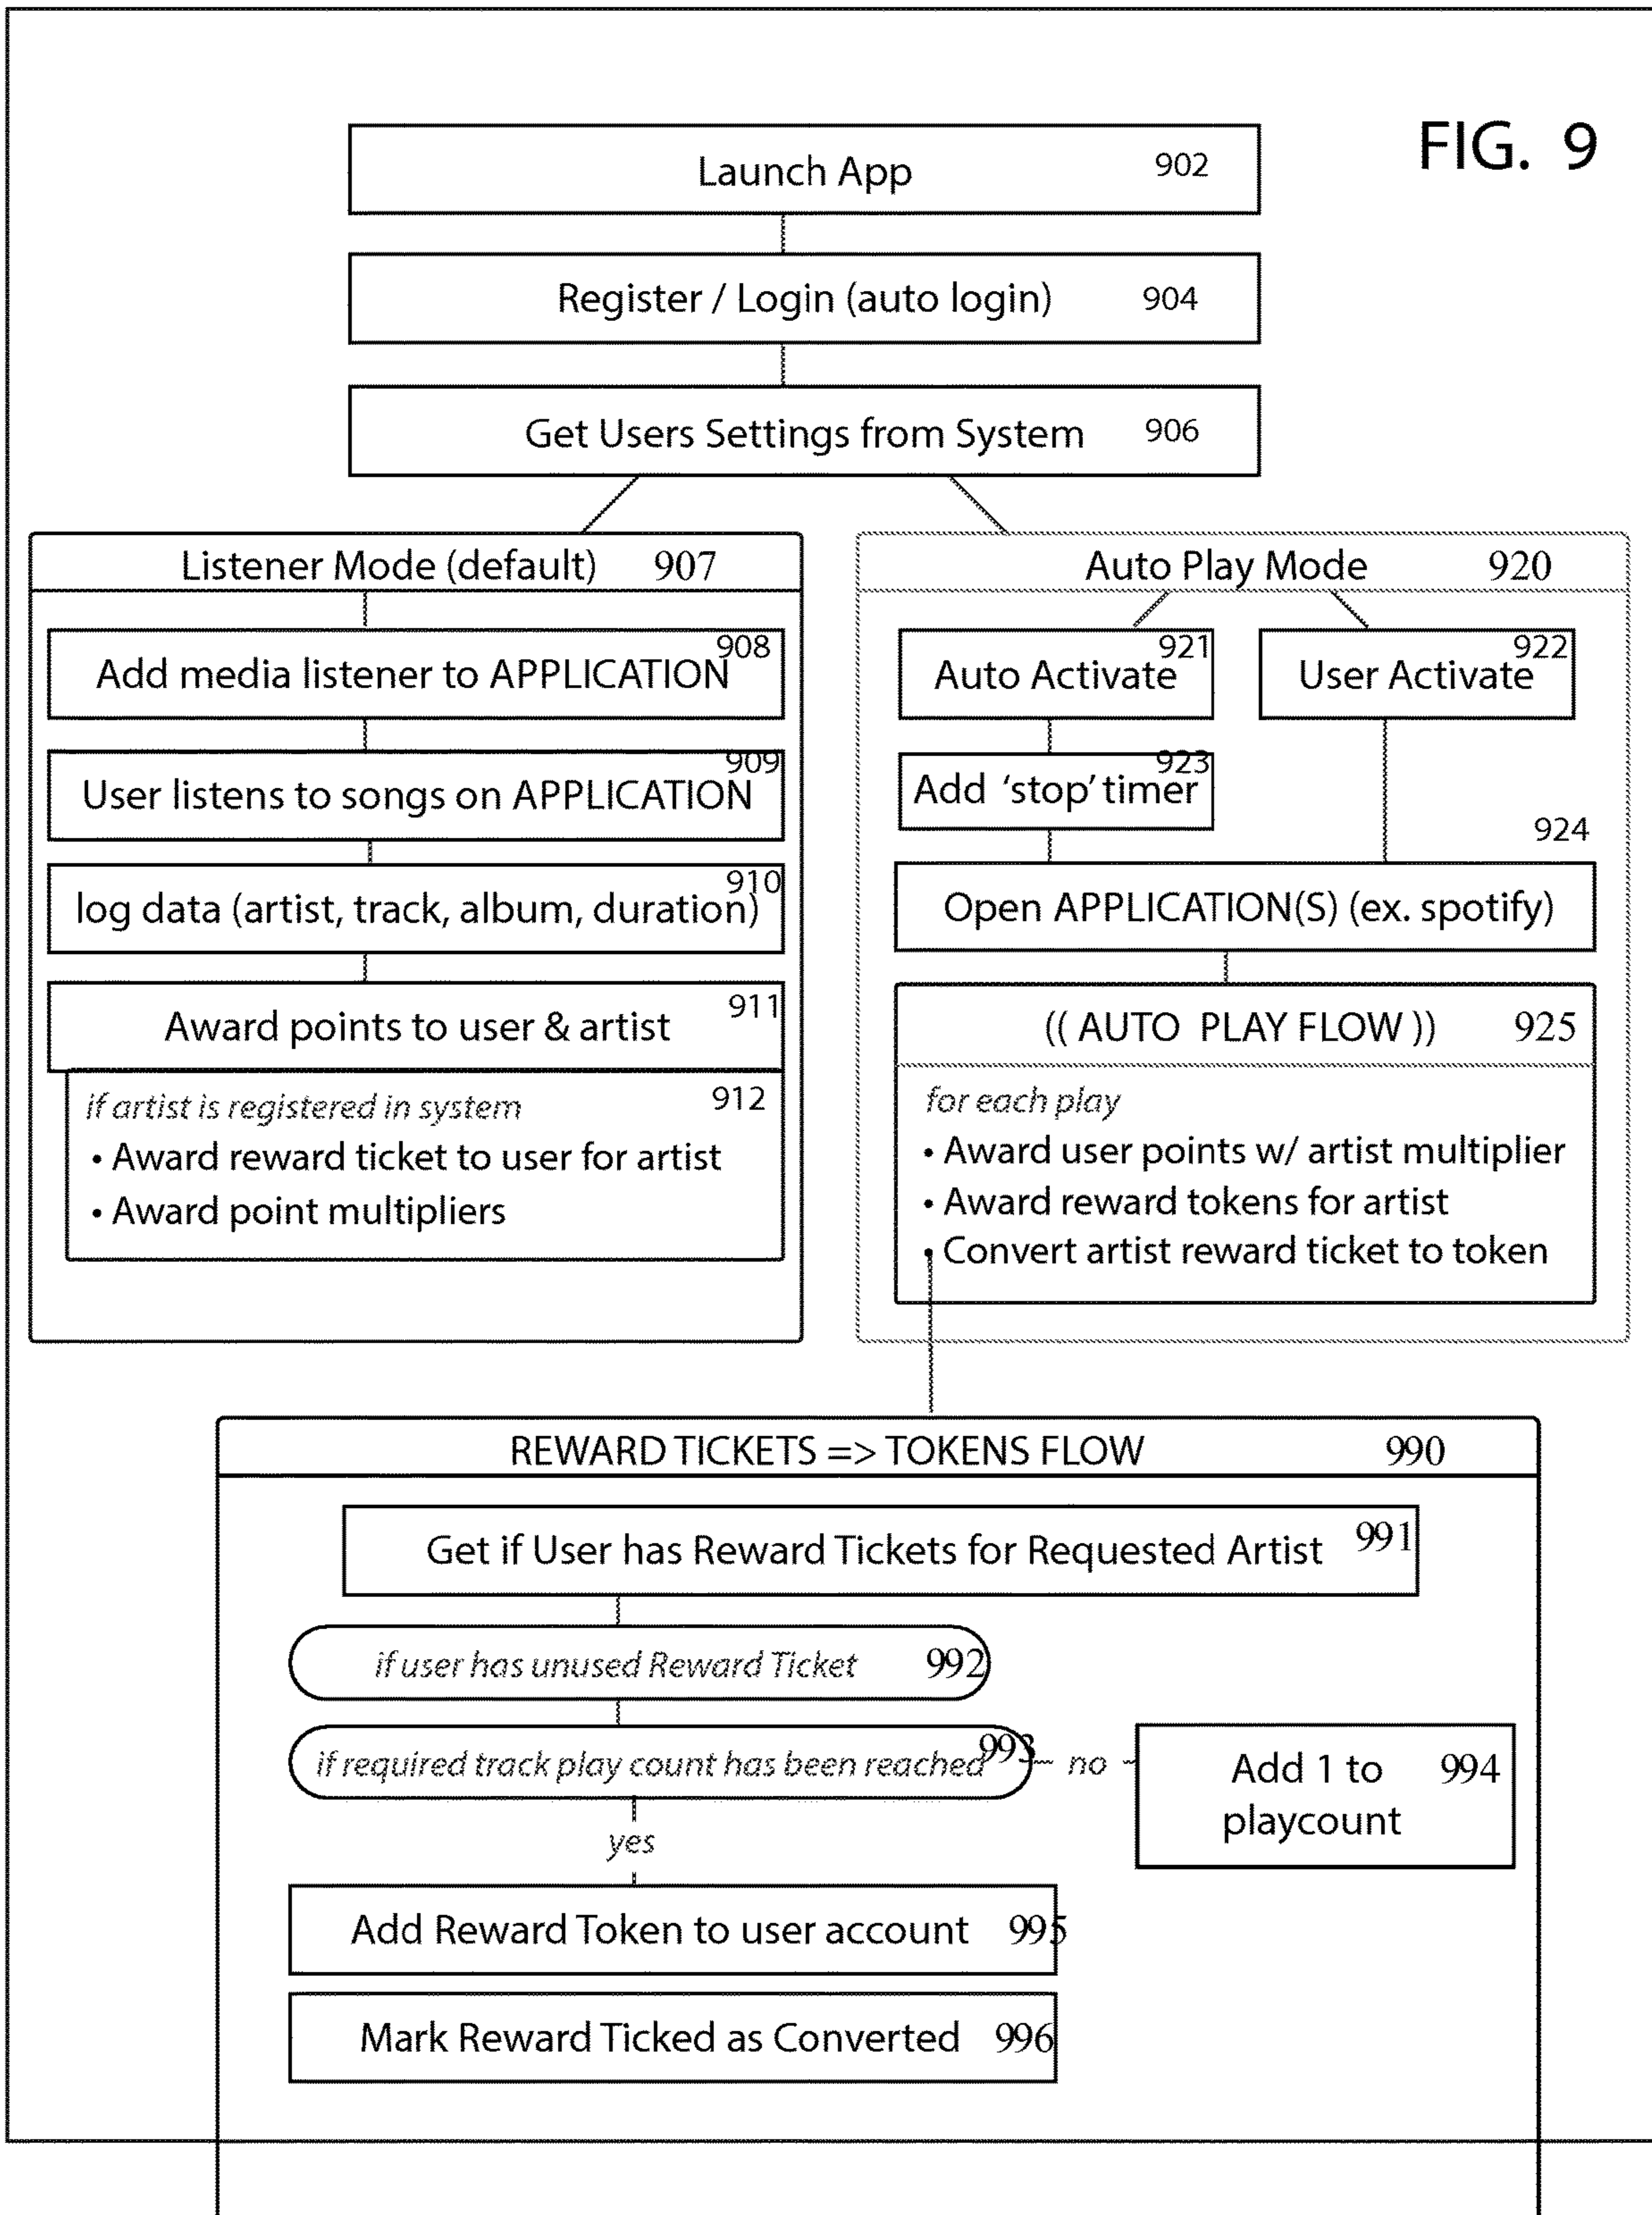 FIG. 9
Launch App 902
Register / Login (auto login) 904
Get Users Settings from System 906
Listener Mode (default) 907
908
Add media listener to APPLICATION
909
User listens to songs on APPLICATION
910
log data (artist, track, album, duration)
911
Award points to user & artist
if artist is registered in system 912
• Award reward ticket to user for artist
• Award point multipliers
Auto Play Mode 920
921
Auto Activate
922
User Activate
923
Add 'stop' timer
924
Open APPLICATION(S) (ex. spotify)
(( AUTO PLAY FLOW )) 925
for each play
• Award user points w/ artist multiplier
• Award reward tokens for artist
• Convert artist reward ticket to token
REWARD TICKETS => TOKENS FLOW 990
Get if User has Reward Tickets for Requested Artist 991
if user has unused Reward Ticket 992
if required track play count has been reached 993
no
Add 1 to 994
playcount
yes
Add Reward Token to user account 995
Mark Reward Ticked as Converted 996